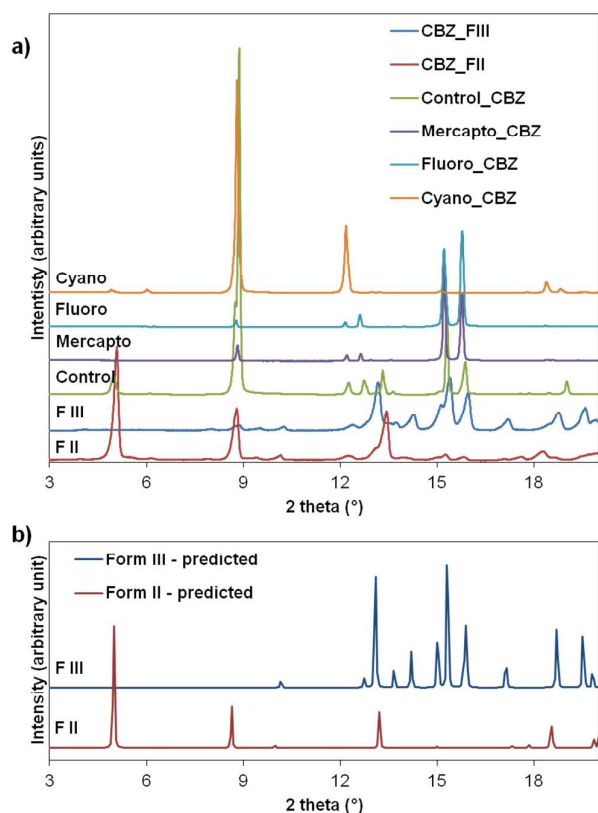 a)
CBZ_FIII
CBZ_FII
Control_CBZ
Mercapto_CBZ
Fluoro_CBZ
Cyano_CBZ
Intentisty (arbitrary units)
Cyano
Fluoro
Mercapto
Control
F III
F II
3 6 9 12 15 18
2 theta (°)
b)
Form III - predicted
Form II - predicted
Intensity (arbitrary unit)
F III
F II
3 6 9 12 15 18
2 theta (°)